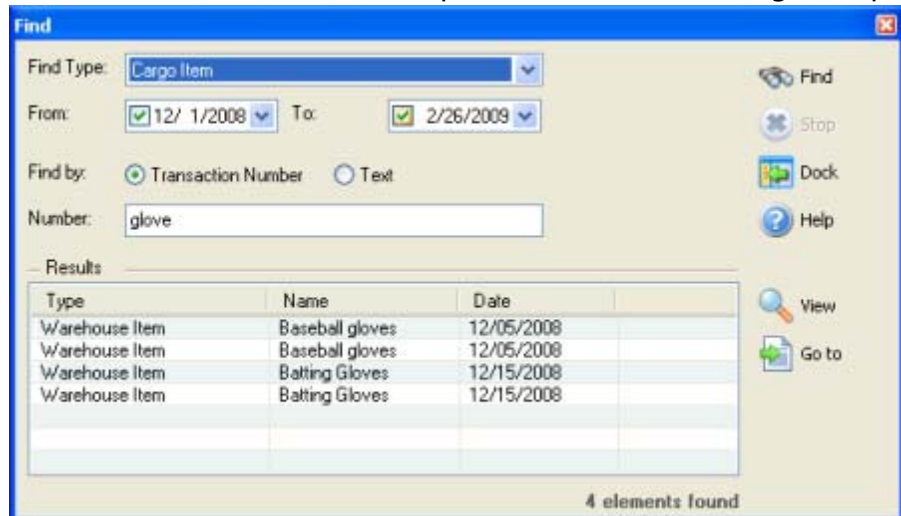 Find
Find Type: Cargo Item Find
From: 12/ 1/2008 To: 2/26/2009 Stop
Find by: Transaction Number Text Dock
Number: glove Help
Results
Type Name Date View
Warehouse Item Baseball gloves 12/05/2008
Warehouse Item Baseball gloves 12/05/2008 Go to
Warehouse Item Batting Gloves 12/15/2008
Warehouse Item Batting Gloves 12/15/2008
4 elements found